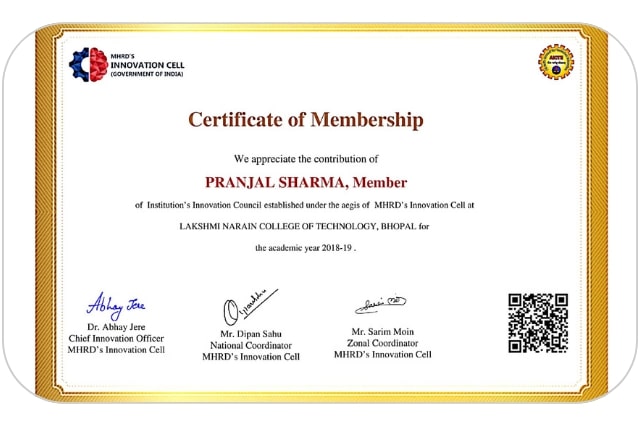 MHRD'S
INNOVATION CELL
(GOVERNMENT OF INDIA)
AICTE
Certificate of Membership
We appreciate the contribution of
PRANJAL SHARMA, Member
of Institution's Innovation Council established under the aegis of MHRD's Innovation Cell at
LAKSHMI NARAIN COLLEGE OF TECHNOLOGY, BHOPAL for
the academic year 2018-19 .
Abhay Jere
Dr. Abhay Jere
Chief Innovation Officer
MHRD's Innovation Cell
Mr. Dipan Sahu
National Coordinator
MHRD's Innovation Cell
Mr. Sarim Moin
Zonal Coordinator
MHRD's Innovation Cell